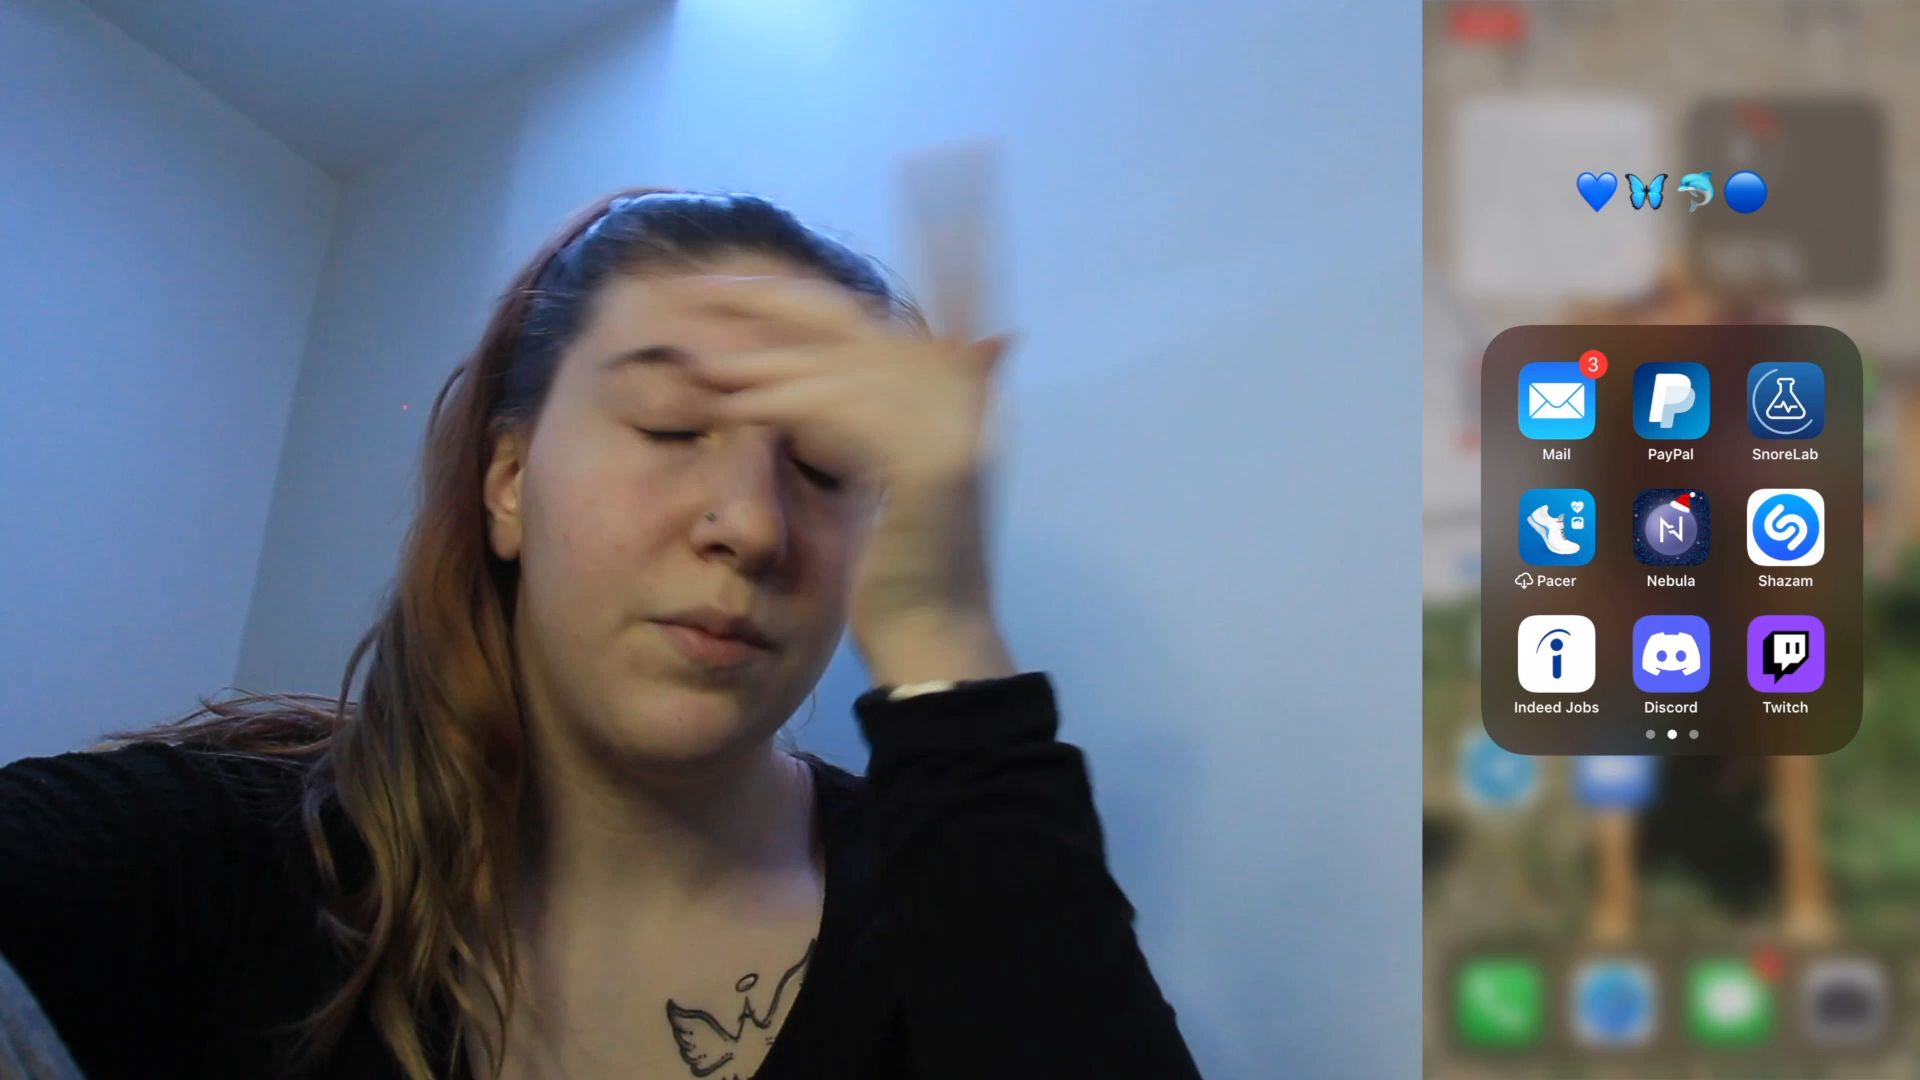 💙🦋🐬🔵
3
Mail PayPal SnoreLab
Pacer Nebula Shazam
Indeed Jobs Discord Twitch